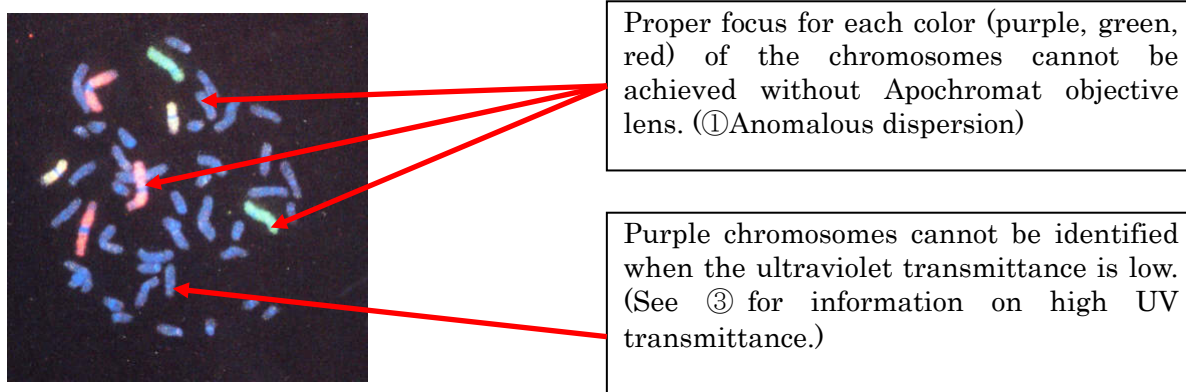 Proper focus for each color (purple, green,
red) of the chromosomes cannot be
achieved without Apochromat objective
lens. (①Anomalous dispersion)
Purple chromosomes cannot be identified
when the ultraviolet transmittance is low.
(See ③ for information on high UV
transmittance.)